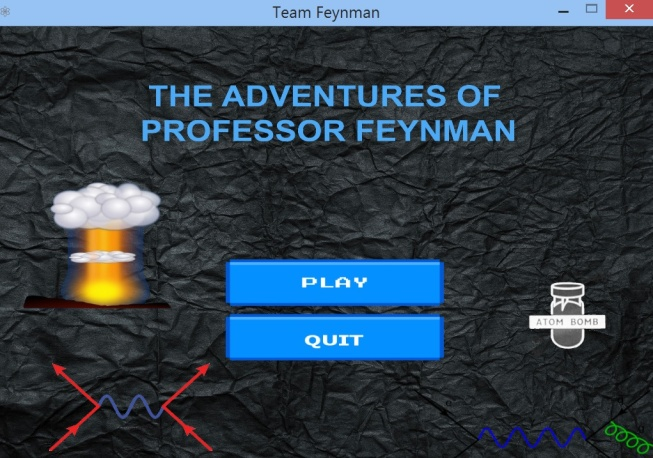 Team Feynman
THE ADVENTURES OF
PROFESSOR FEYNMAN
PLAY
QUIT
ATOM BOMB